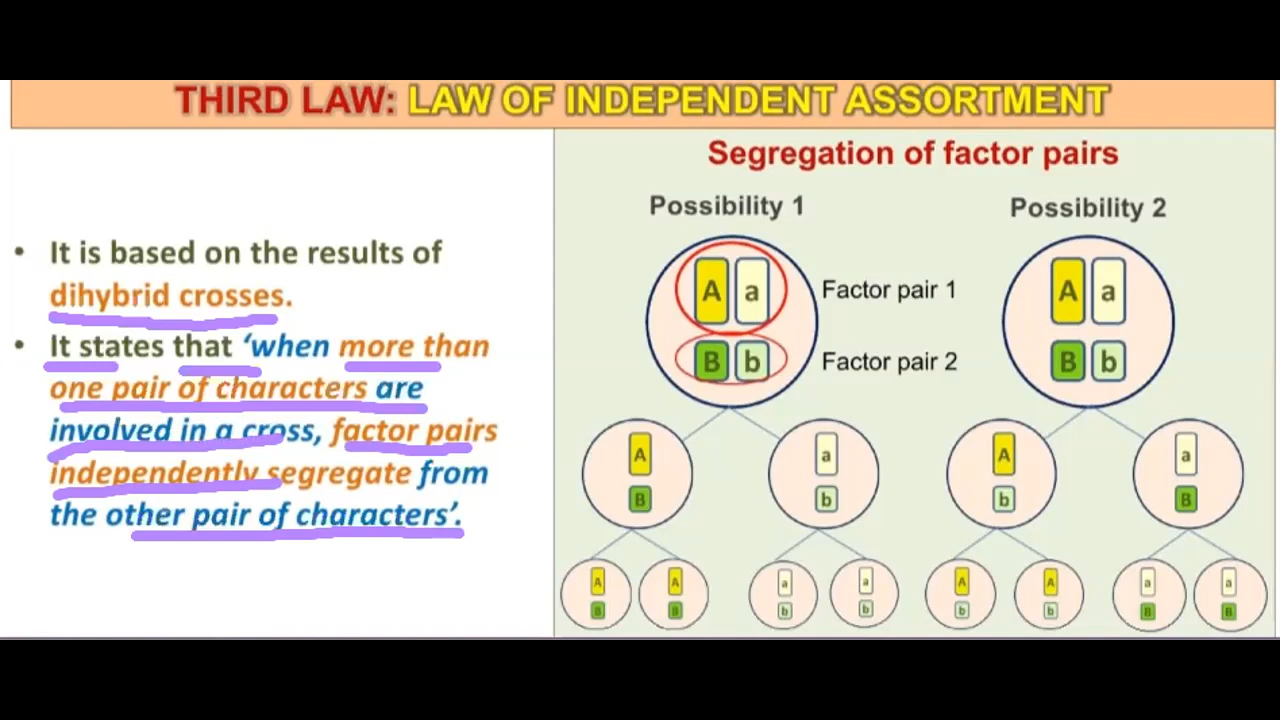 THIRD LAW: LAW OF INDEPENDENT ASSORTMENT
• It is based on the results of
dihybrid crosses.
• It states that ‘when more than
one pair of characters are
involved in a cross, factor pairs
independently segregate from
the other pair of characters’.
Segregation of factor pairs
Possibility 1
Possibility 2
A a
Factor pair 1
B b
Factor pair 2
A a
B b
A
B
a
b
A
b
a
B
A
B
A
B
a
b
a
b
A
b
A
b
a
B
a
B